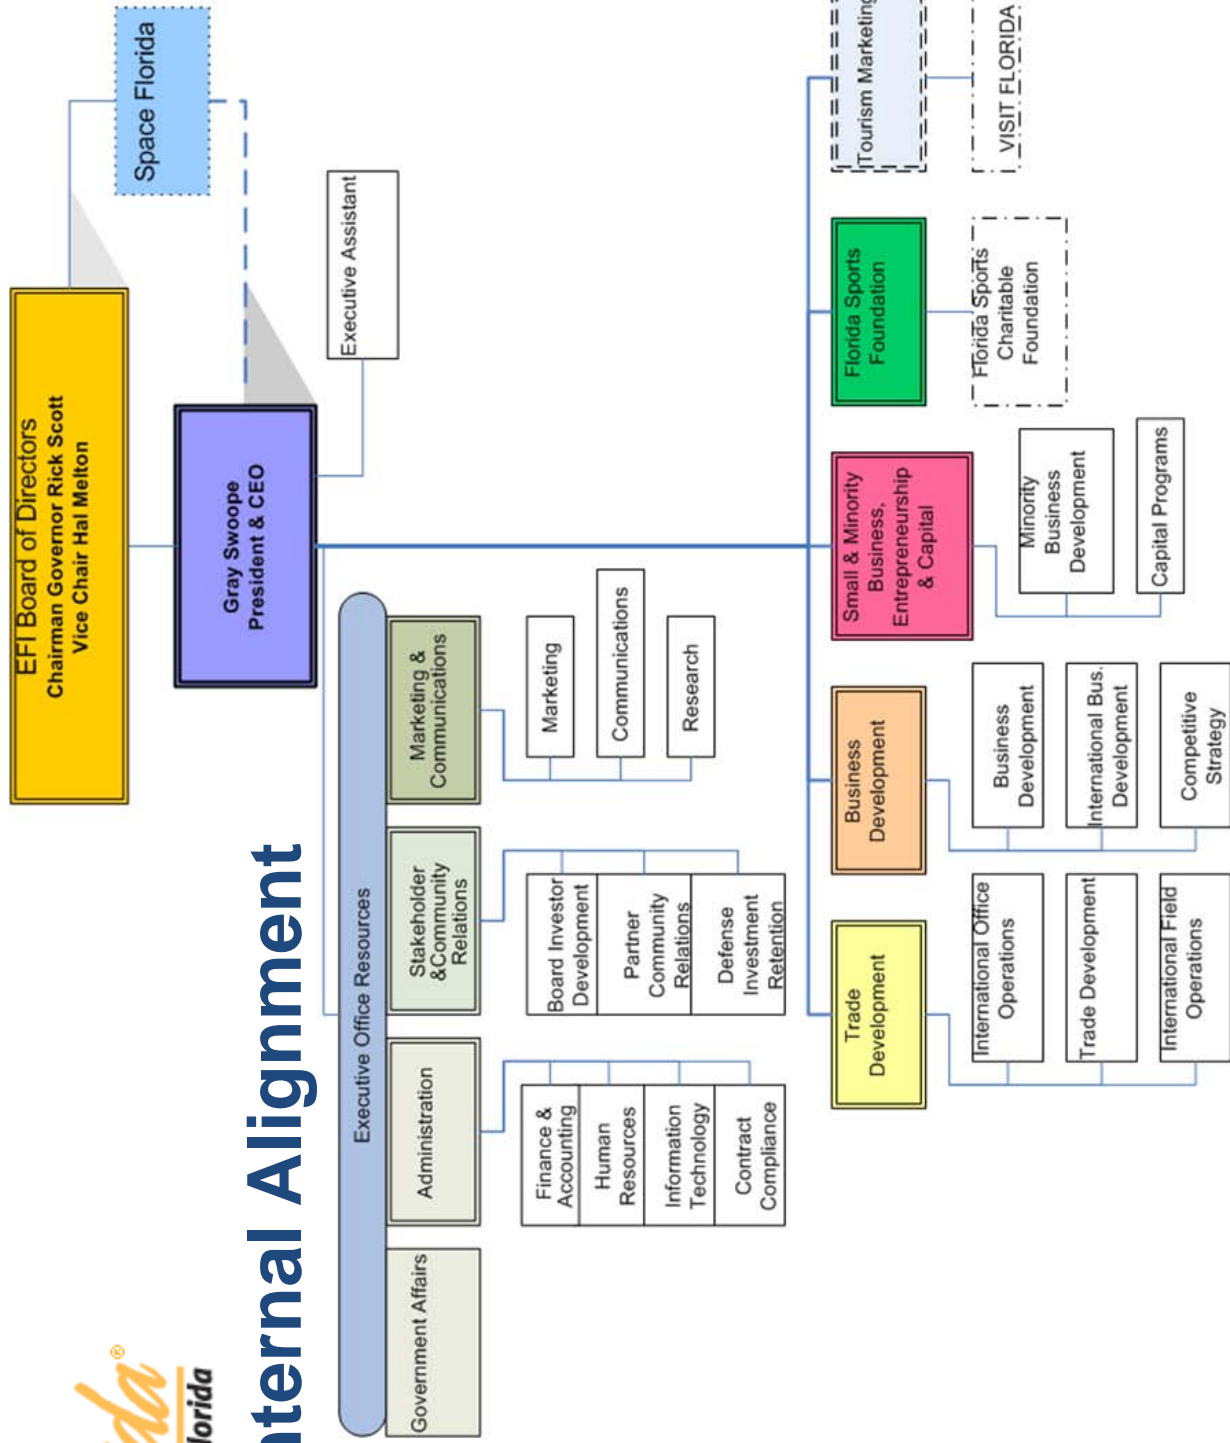 da®
lorida
nternal Alignment
EFI Board of Directors
Chairman Governor Rick Scott
Vice Chair Hal Melton
Space Florida
Gray Swoope
President & CEO
Executive Assistant
Executive Office Resources
Government Affairs
Administration
Finance &
Accounting
Human
Resources
Information
Technology
Contract
Compliance
Stakeholder
&Community
Relations
Board Investor
Development
Partner
Community
Relations
Defense
Investment
Retention
Marketing &
Communications
Marketing
Communications
Research
Trade
Development
International Office
Operations
Trade Development
International Field
Operations
Business
Development
Business
Development
International Bus.
Development
Competitive
Strategy
Small & Minority
Business,
Entrepreneurship
& Capital
Minority
Business
Development
Capital Programs
Florida Sports
Foundation
Florida Sports
Charitable
Foundation
Tourism Marketing
VISIT FLORIDA